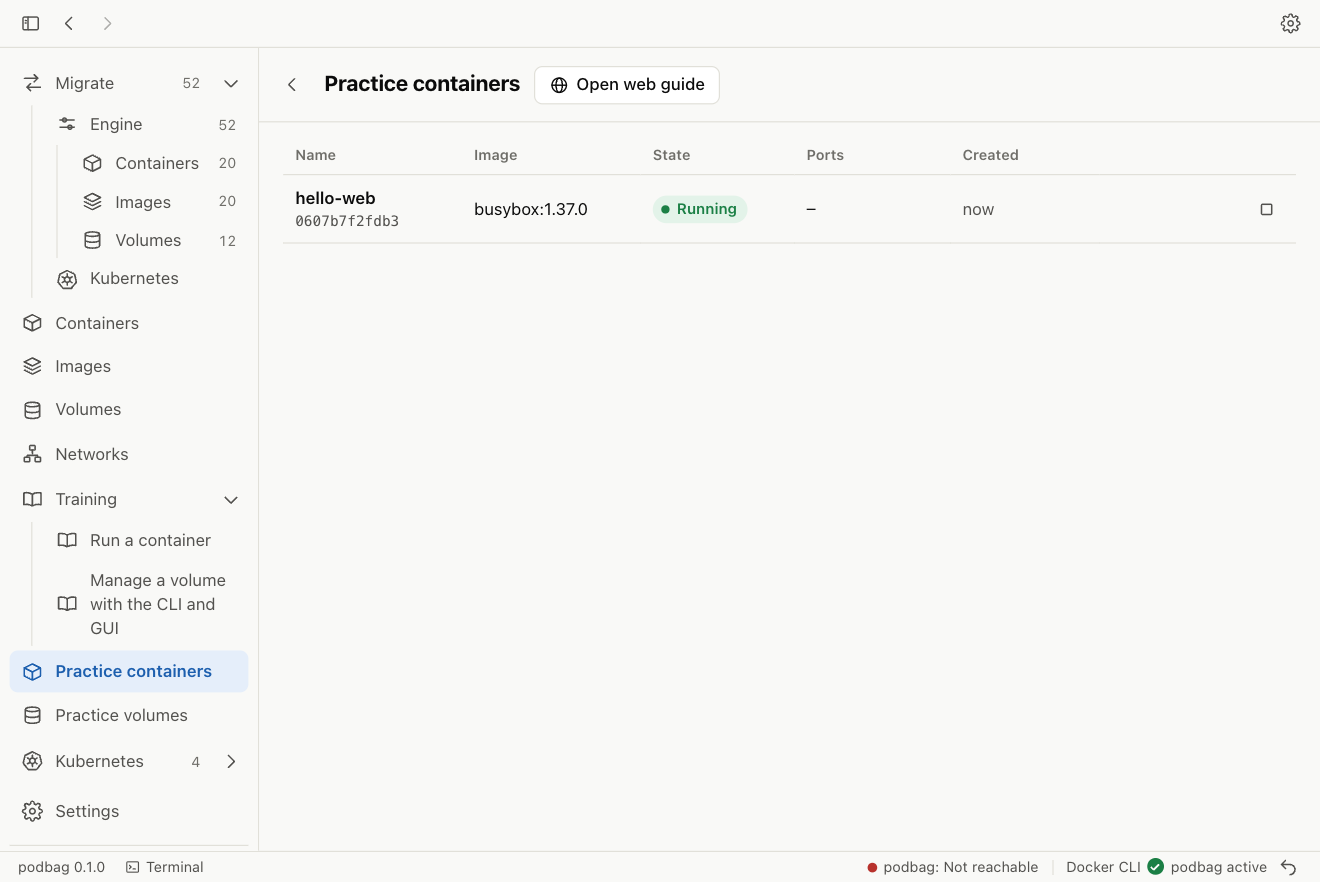 Migrate 52
Engine 52
Containers 20
Images 20
Volumes 12
Kubernetes
Containers
Images
Volumes
Networks
Training
Run a container
Manage a volume
with the CLI and
GUI
Practice containers
Practice volumes
Kubernetes 4
Settings
Practice containers Open web guide
Name Image State Ports Created
hello-web
0607b7f2fdb3
busybox:1.37.0 Running – now
podbag 0.1.0 Terminal podbag: Not reachable Docker CLI podbag active